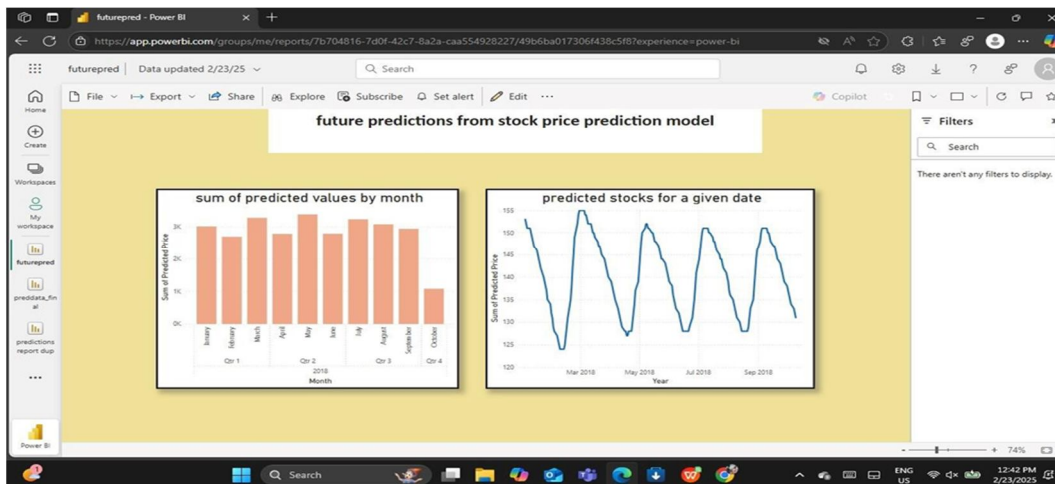 futurepred - Power BI
https://app.powerbi.com/groups/me/reports/7b704816-7d0f-42c7-8a2a-caa554928227/49b6ba017306f438c5f8?experience=power-bi
futurepred | Data updated 2/23/25
Search
File Export Share Explore Subscribe Set alert Edit ... Copilot
Home
Create
Workspaces
My workspace
futurepred
preddata_fin
al
predictions
report dup
Power BI
future predictions from stock price prediction model
sum of predicted values by month
Sum of Predicted Price
3K
2K
1K
0K
January February March April May June July August September October
Qtr 1 Qtr 2 Qtr 3 Qtr 4
2018
Month
predicted stocks for a given date
Sum of Predicted Price
155
150
145
140
135
130
125
120
Mar 2018 May 2018 Jul 2018 Sep 2018
Year
Filters
Search
There aren't any filters to display.
74%
Search
ENG
US
12:42 PM
2/23/2025